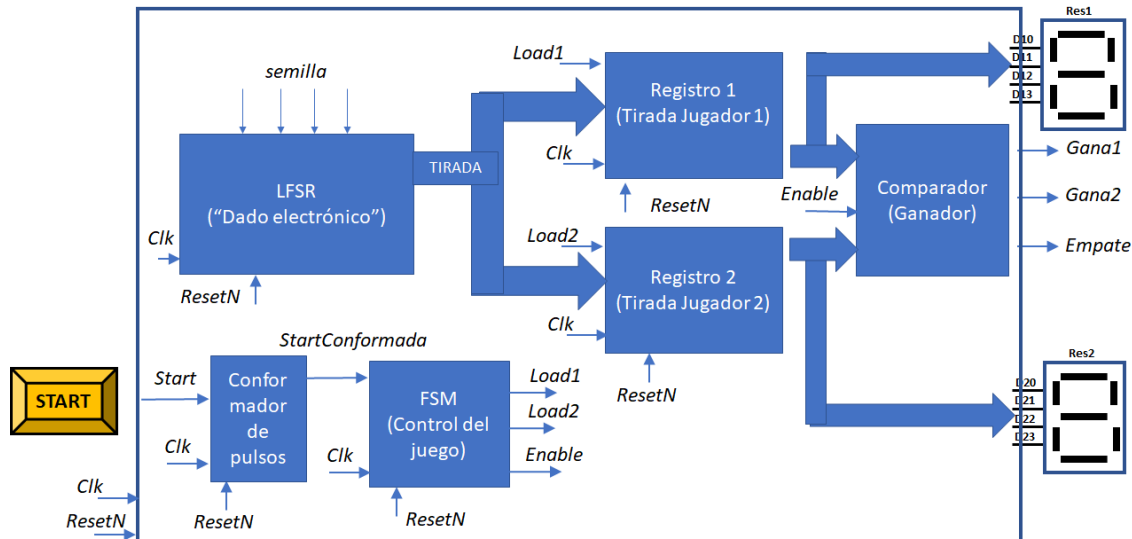 Res1
D10
D11
D12
D13
Load1
semilla
Registro 1
(Tirada Jugador 1)
Clk
ResetN
TIRADA
LFSR
(“Dado electrónico”)
Clk
ResetN
Enable
Comparador
(Ganador)
Gana1
Gana2
Empate
Load2
Registro 2
(Tirada Jugador 2)
Clk
ResetN
StartConformada
START
Start
Confor
mador
de
pulsos
Clk
ResetN
FSM
(Control del
juego)
Clk
ResetN
Load1
Load2
Enable
Res2
D20
D21
D22
D23
Clk
ResetN